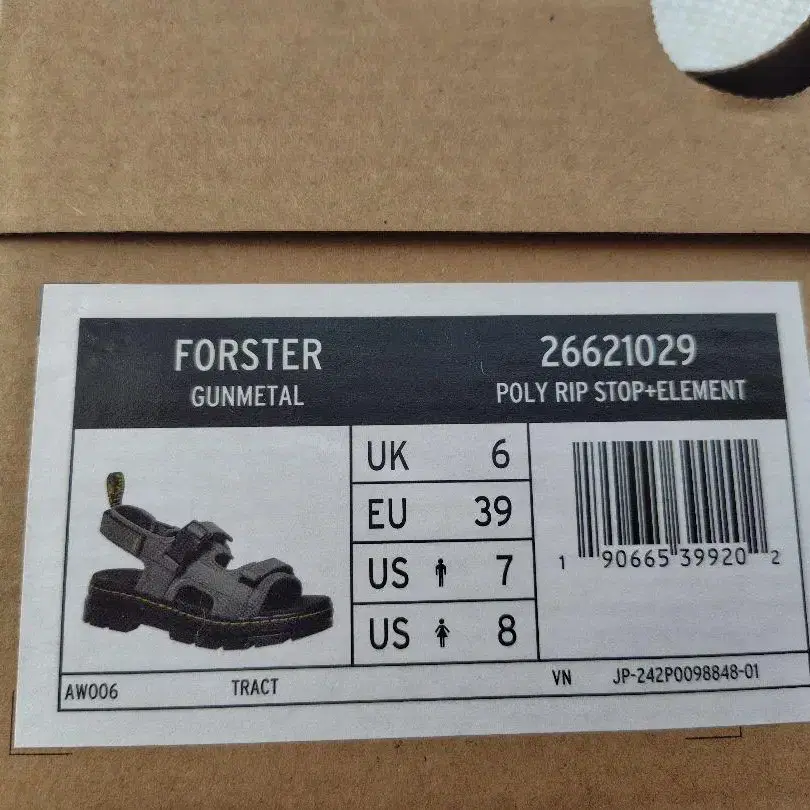 FORSTER
GUNMETAL
26621029
POLY RIP STOP+ELEMENT
UK 6
EU 39
US 7
US 8
1 90665 39920 2
AW006 TRACT VN JP-242P0098848-01